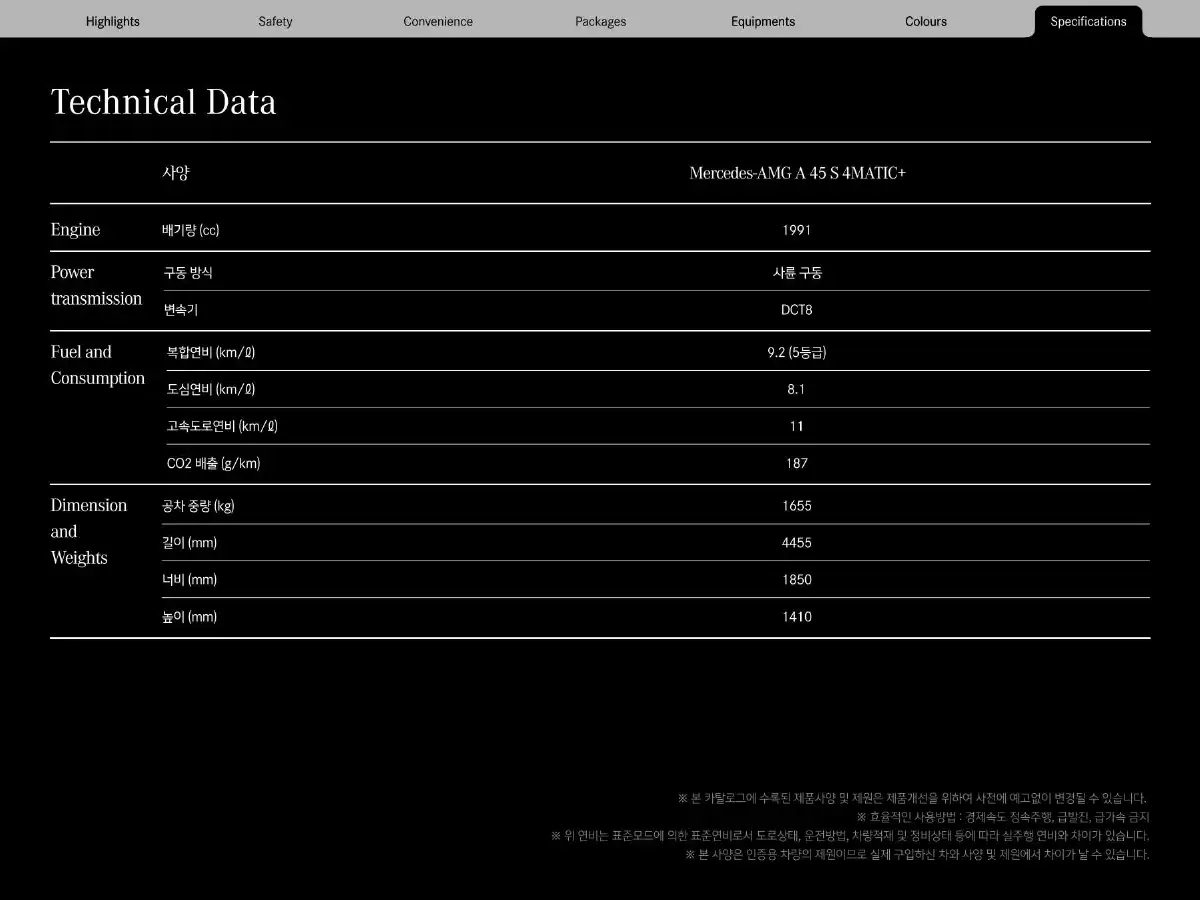 Highlights Safety Convenience Packages Equipments Colours Specifications
Technical Data
사양 Mercedes-AMG A 45 S 4MATIC+
Engine 배기량 (cc) 1991
Power 구동 방식 사륜 구동
transmission
변속기 DCT8
Fuel and 복합연비 (km/ℓ) 9.2 (5등급)
Consumption
도심연비 (km/ℓ) 8.1
고속도로연비 (km/ℓ) 11
CO2 배출 (g/km) 187
Dimension 공차 중량 (kg) 1655
and
길이 (mm) 4455
Weights
너비 (mm) 1850
높이 (mm) 1410
※ 본 카탈로그에 수록된 제품사양 및 제원은 제품개선을 위하여 사전에 예고없이 변경될 수 있습니다.
※ 효율적인 사용방법 : 경제속도 정속주행, 급발진, 급가속 금지
※ 위 연비는 표준모드에 의한 표준연비로서 도로상태, 운전방법, 차량적재 및 정비상태 등에 따라 실주행 연비와 차이가 있습니다.
※ 본 사양은 인증용 차량의 제원이므로 실제 구입하신 차와 사양 및 제원에서 차이가 날 수 있습니다.